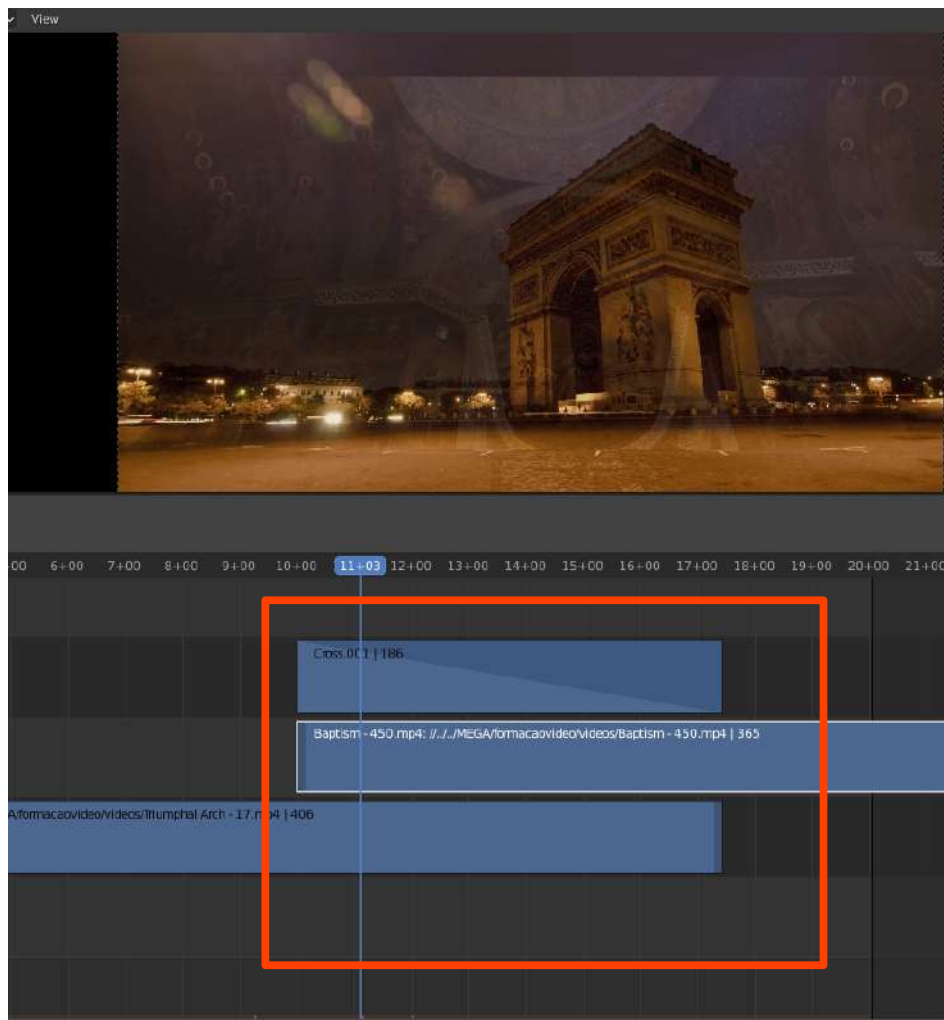 View
00 6+00 7+00 8+00 9+00 10+00 11+03 12+00 13+00 14+00 15+00 16+00 17+00 18+00 19+00 20+00 21+00
Cross.001 | 186
Baptism - 450.mp4: //../../MEGA/formacaovideo/videos/Baptism - 450.mp4 | 365
A/formacaovideo/videos/Triumphal Arch - 17.mp4 | 406